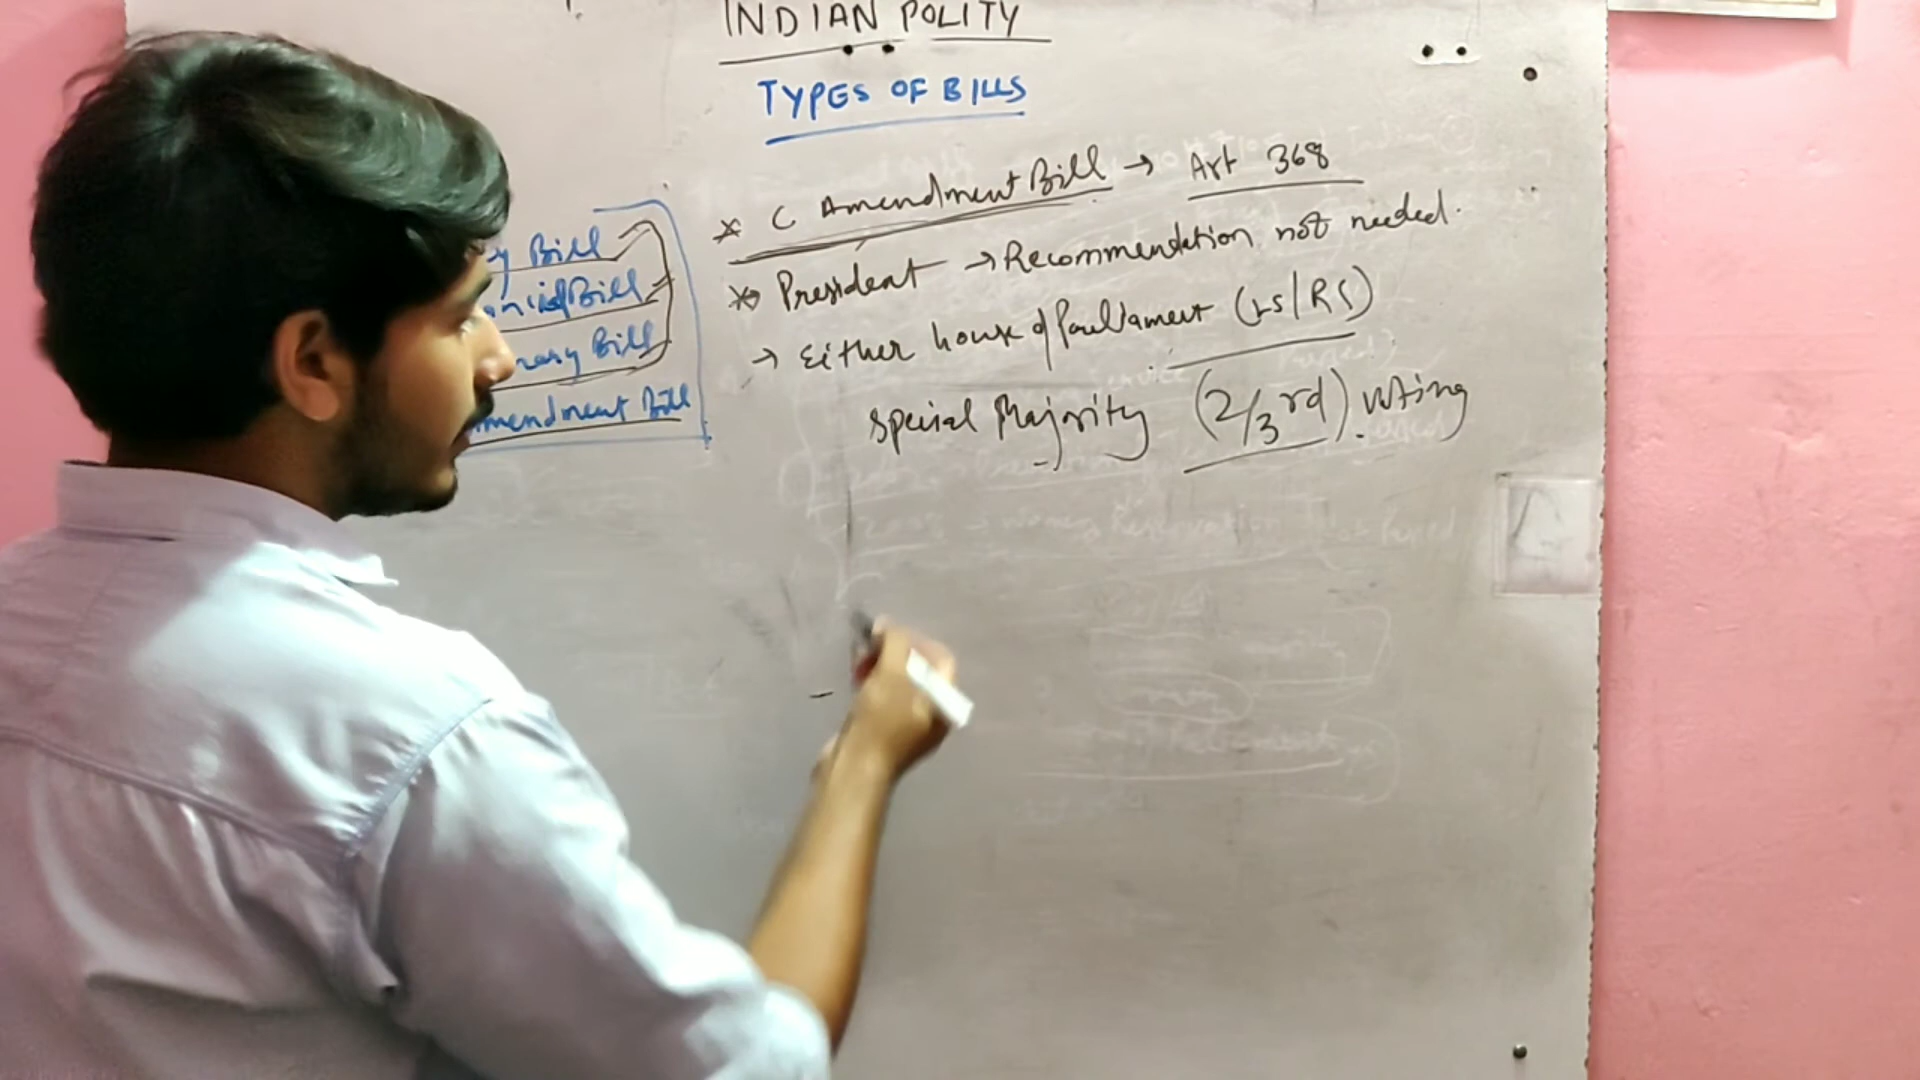 INDIAN POLITY
TYPES OF BILLS
* C Amendment Bill → Art 368
* President → Recommendation not needed.
→ Either house of Parliament (LS/RS)
Special Majority (2/3rd) voting
y Bill
ncial Bill
nary Bill
mendment Bill